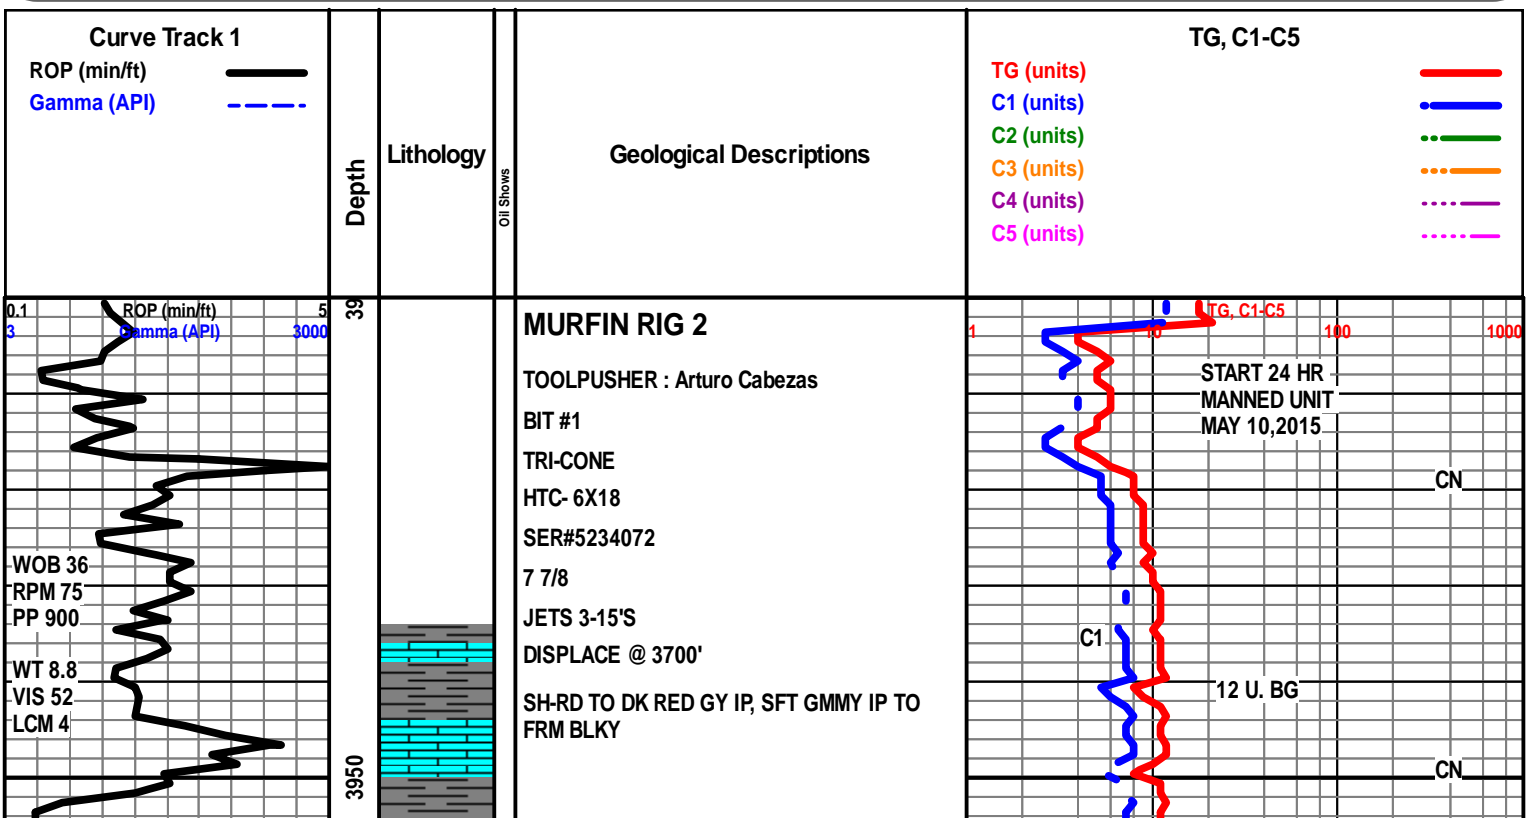 Curve Track 1
ROP (min/ft)
Gamma (API)
Depth
Lithology
Oil Shows
Geological Descriptions
TG, C1-C5
TG (units)
C1 (units)
C2 (units)
C3 (units)
C4 (units)
C5 (units)
0.1 ROP (min/ft) 5
3 Gamma (API) 3000
39
MURFIN RIG 2
TOOLPUSHER : Arturo Cabezas
BIT #1
TRI-CONE
HTC- 6X18
SER#5234072
7 7/8
JETS 3-15'S
DISPLACE @ 3700'
SH-RD TO DK RED GY IP, SFT GMMY IP TO
FRM BLKY
WOB 36
RPM 75
PP 900
WT 8.8
VIS 52
LCM 4
3950
TG, C1-C5
1 10 100 1000
START 24 HR
MANNED UNIT
MAY 10,2015
CN
C1
12 U. BG
CN